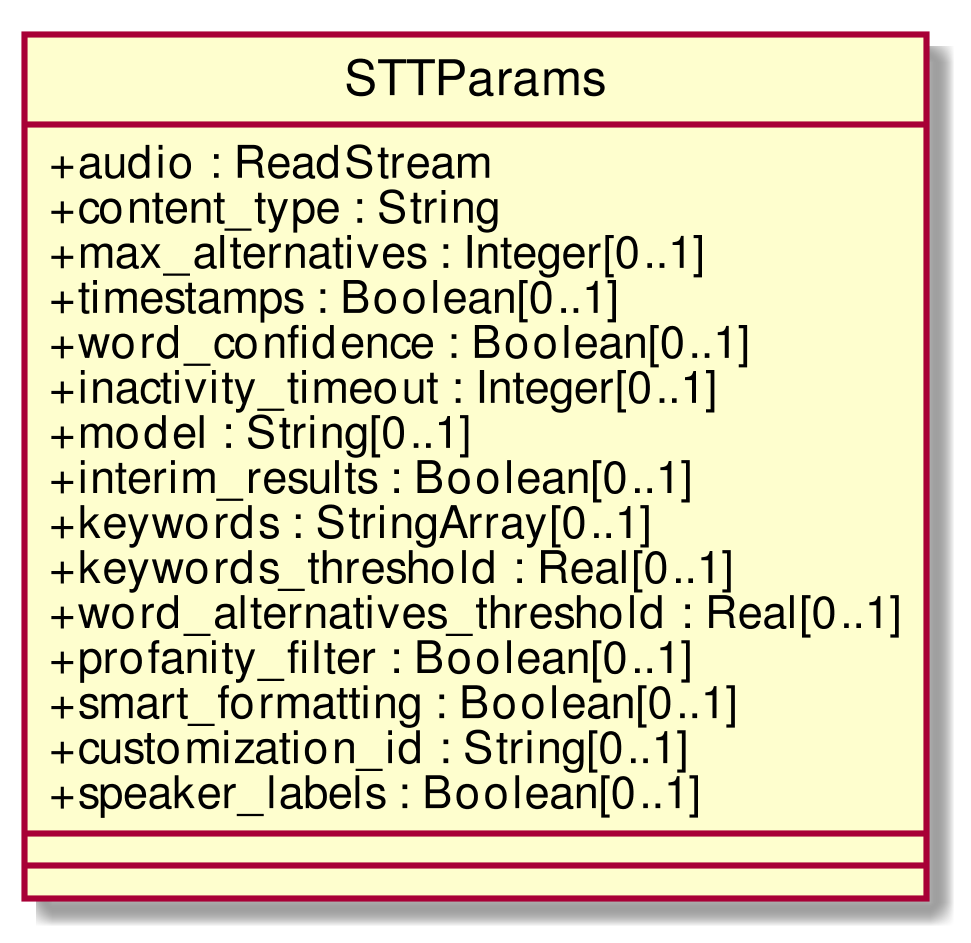 STTParams
+audio : ReadStream
+content_type : String
+max_alternatives : Integer[0..1]
+timestamps : Boolean[0..1]
+word_confidence : Boolean[0..1]
+inactivity_timeout : Integer[0..1]
+model : String[0..1]
+interim_results : Boolean[0..1]
+keywords : StringArray[0..1]
+keywords_threshold : Real[0..1]
+word_alternatives_threshold : Real[0..1]
+profanity_filter : Boolean[0..1]
+smart_formatting : Boolean[0..1]
+customization_id : String[0..1]
+speaker_labels : Boolean[0..1]